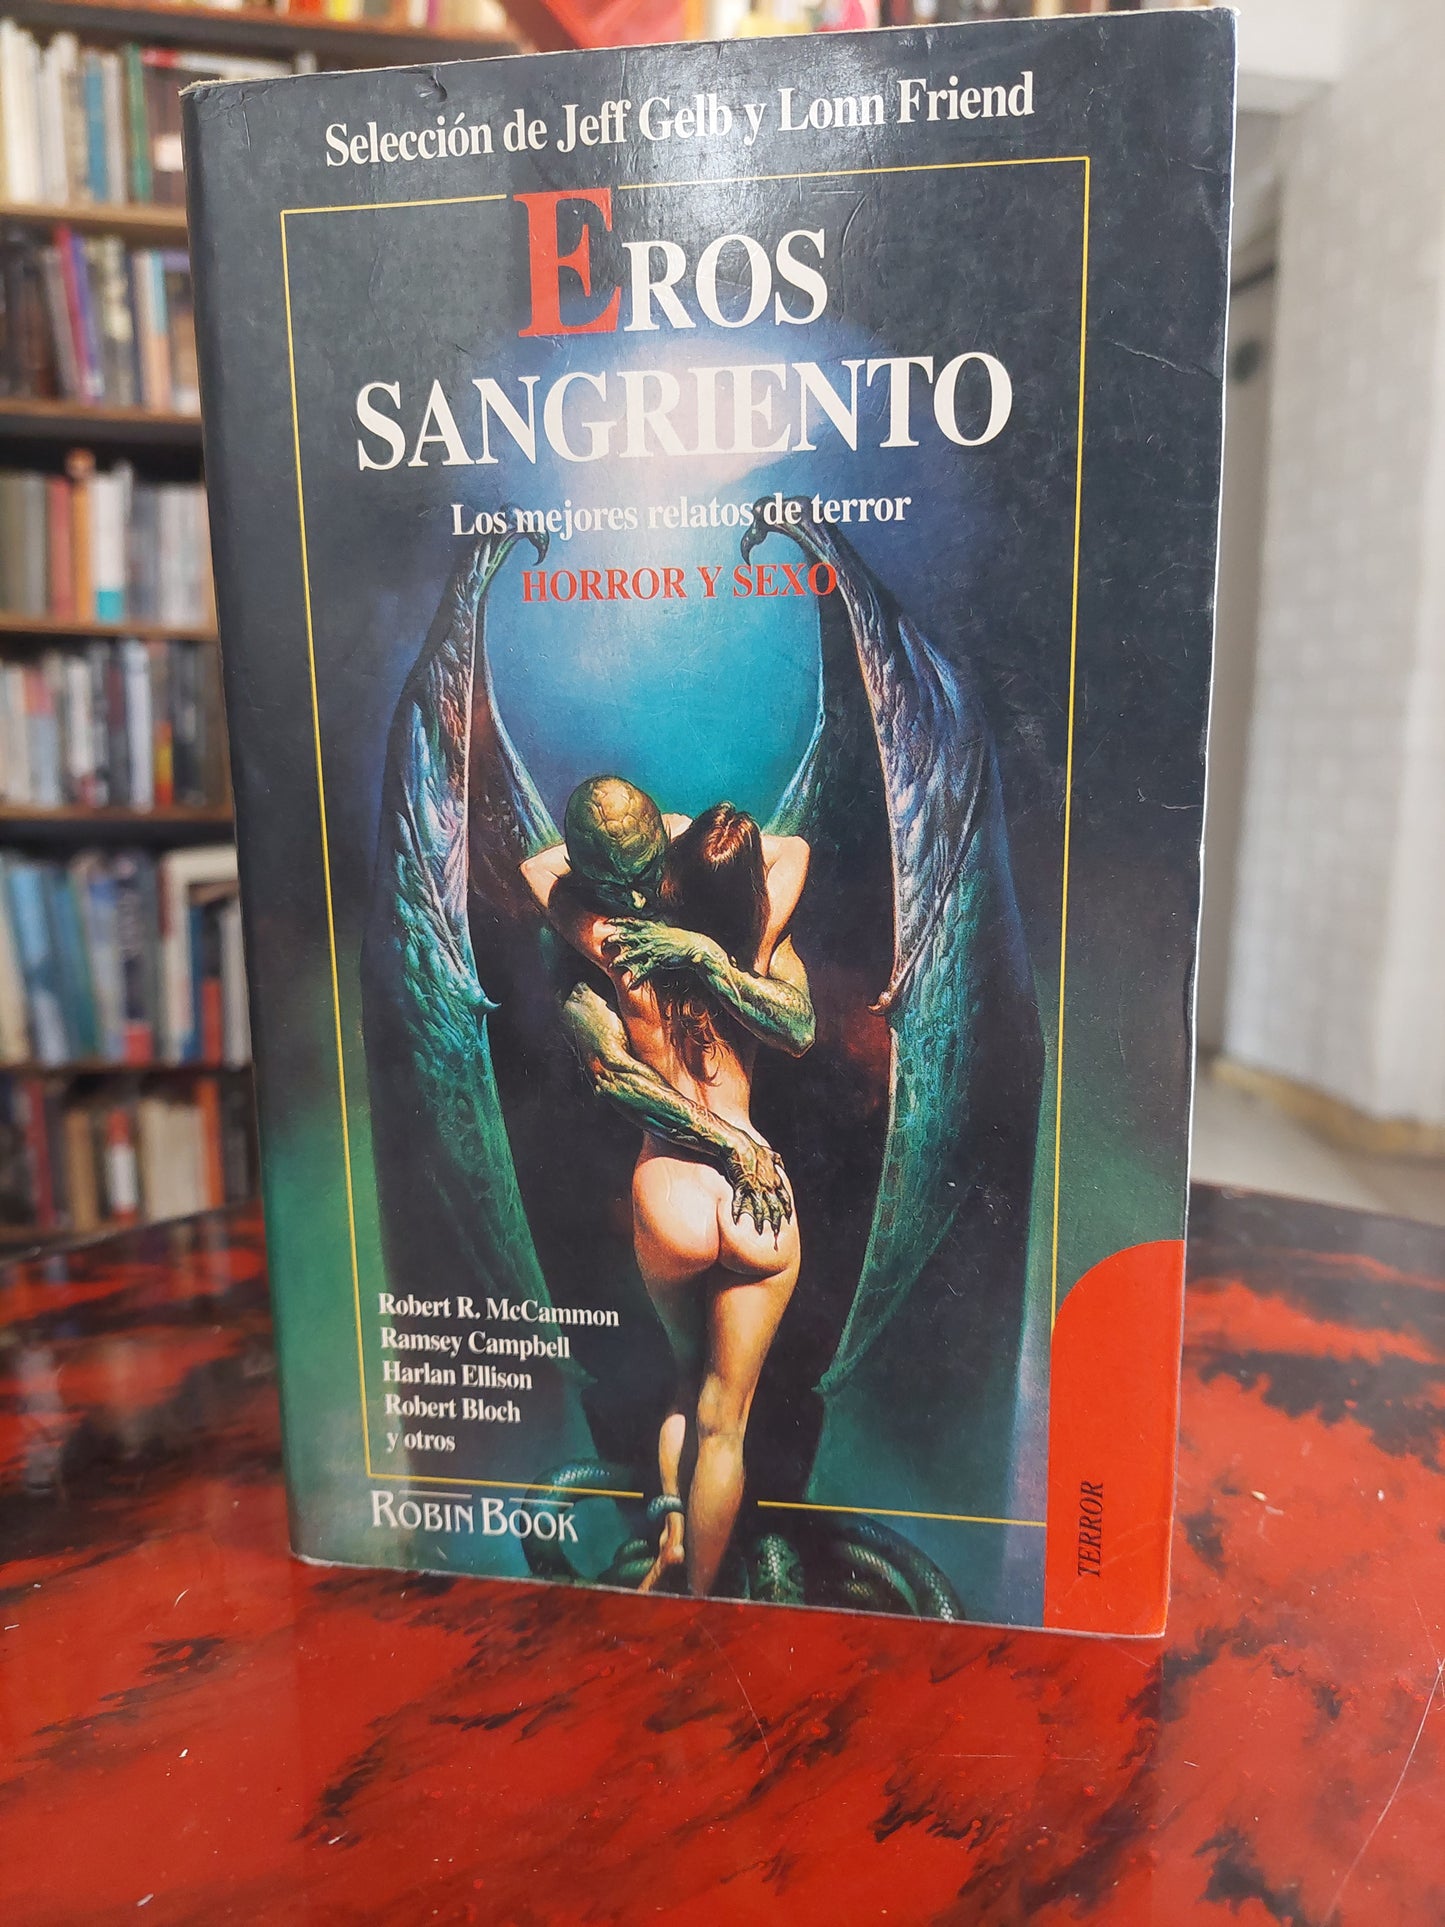 Selección de Jeff Gelb y Lonn Friend
EROS
SANGRIENTO
Los mejores relatos de terror
HORROR Y SEXO
Robert R. McCammon
Ramsey Campbell
Harlan Ellison
Robert Bloch
y otros
ROBIN BOOK
TERROR